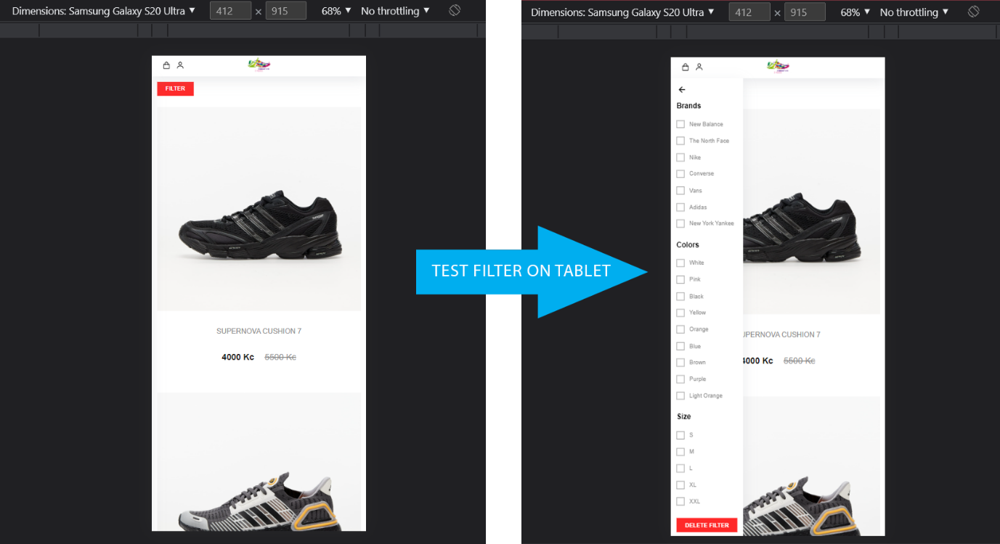 Dimensions: Samsung Galaxy S20 Ultra ▼ 412 × 915 68% ▼ No throttling ▼
FILTER
SUPERNOVA CUSHION 7
4000 Kc 5500 Kc
TEST FILTER ON TABLET
Dimensions: Samsung Galaxy S20 Ultra ▼ 412 × 915 68% ▼ No throttling ▼
Brands
New Balance
The North Face
Nike
Converse
Vans
Adidas
New York Yankee
Colors
White
Pink
Black
Yellow
Orange
Blue
Brown
Purple
Light Orange
Size
S
M
L
XL
XXL
DELETE FILTER
UPERNOVA CUSHION 7
4000 Kc 5500 Kc